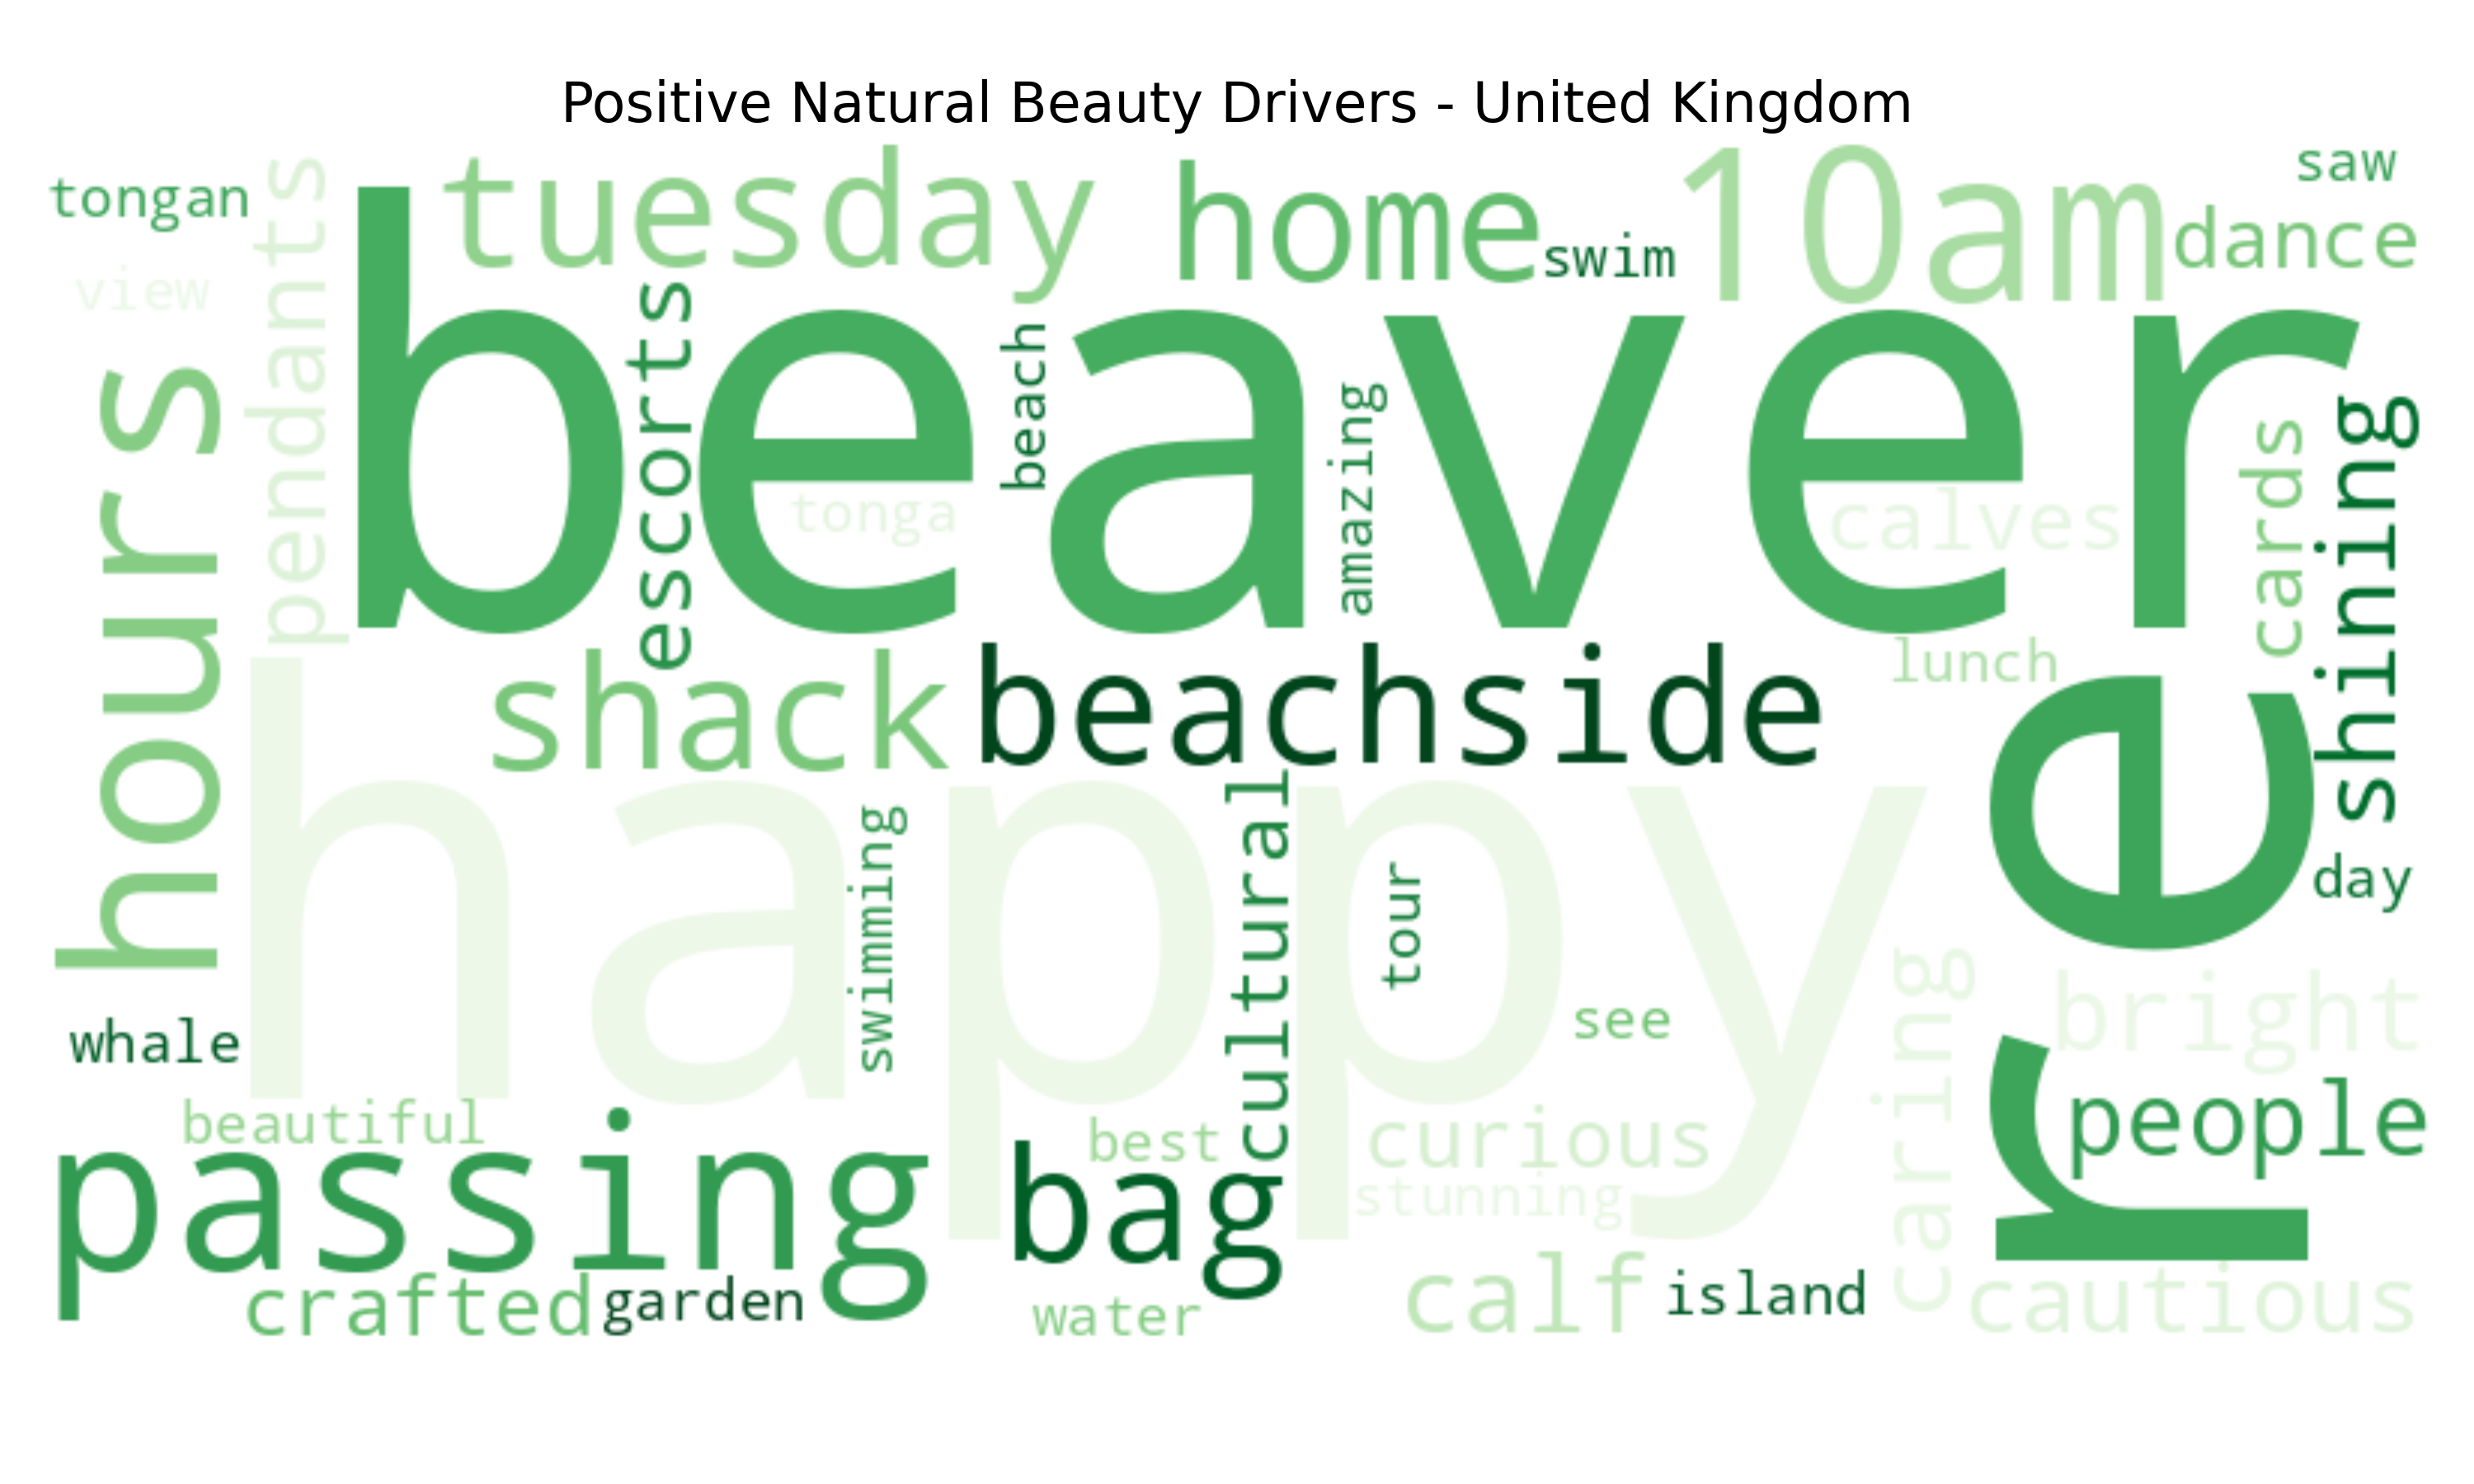 Positive Natural Beauty Drivers - United Kingdom
tongan
pendants
tuesday
home
swim
10am
saw
dance
view
hours
beaver
escorts
beach
amazing
tonga
calves
cards
shining
shack
beachside
lunch
re
happy
swimming
cultural
tour
see
day
whale
caring
bright
beautiful
people
best
curious
stunning
passing
bag
crafted
garden
water
calf
island
cautious